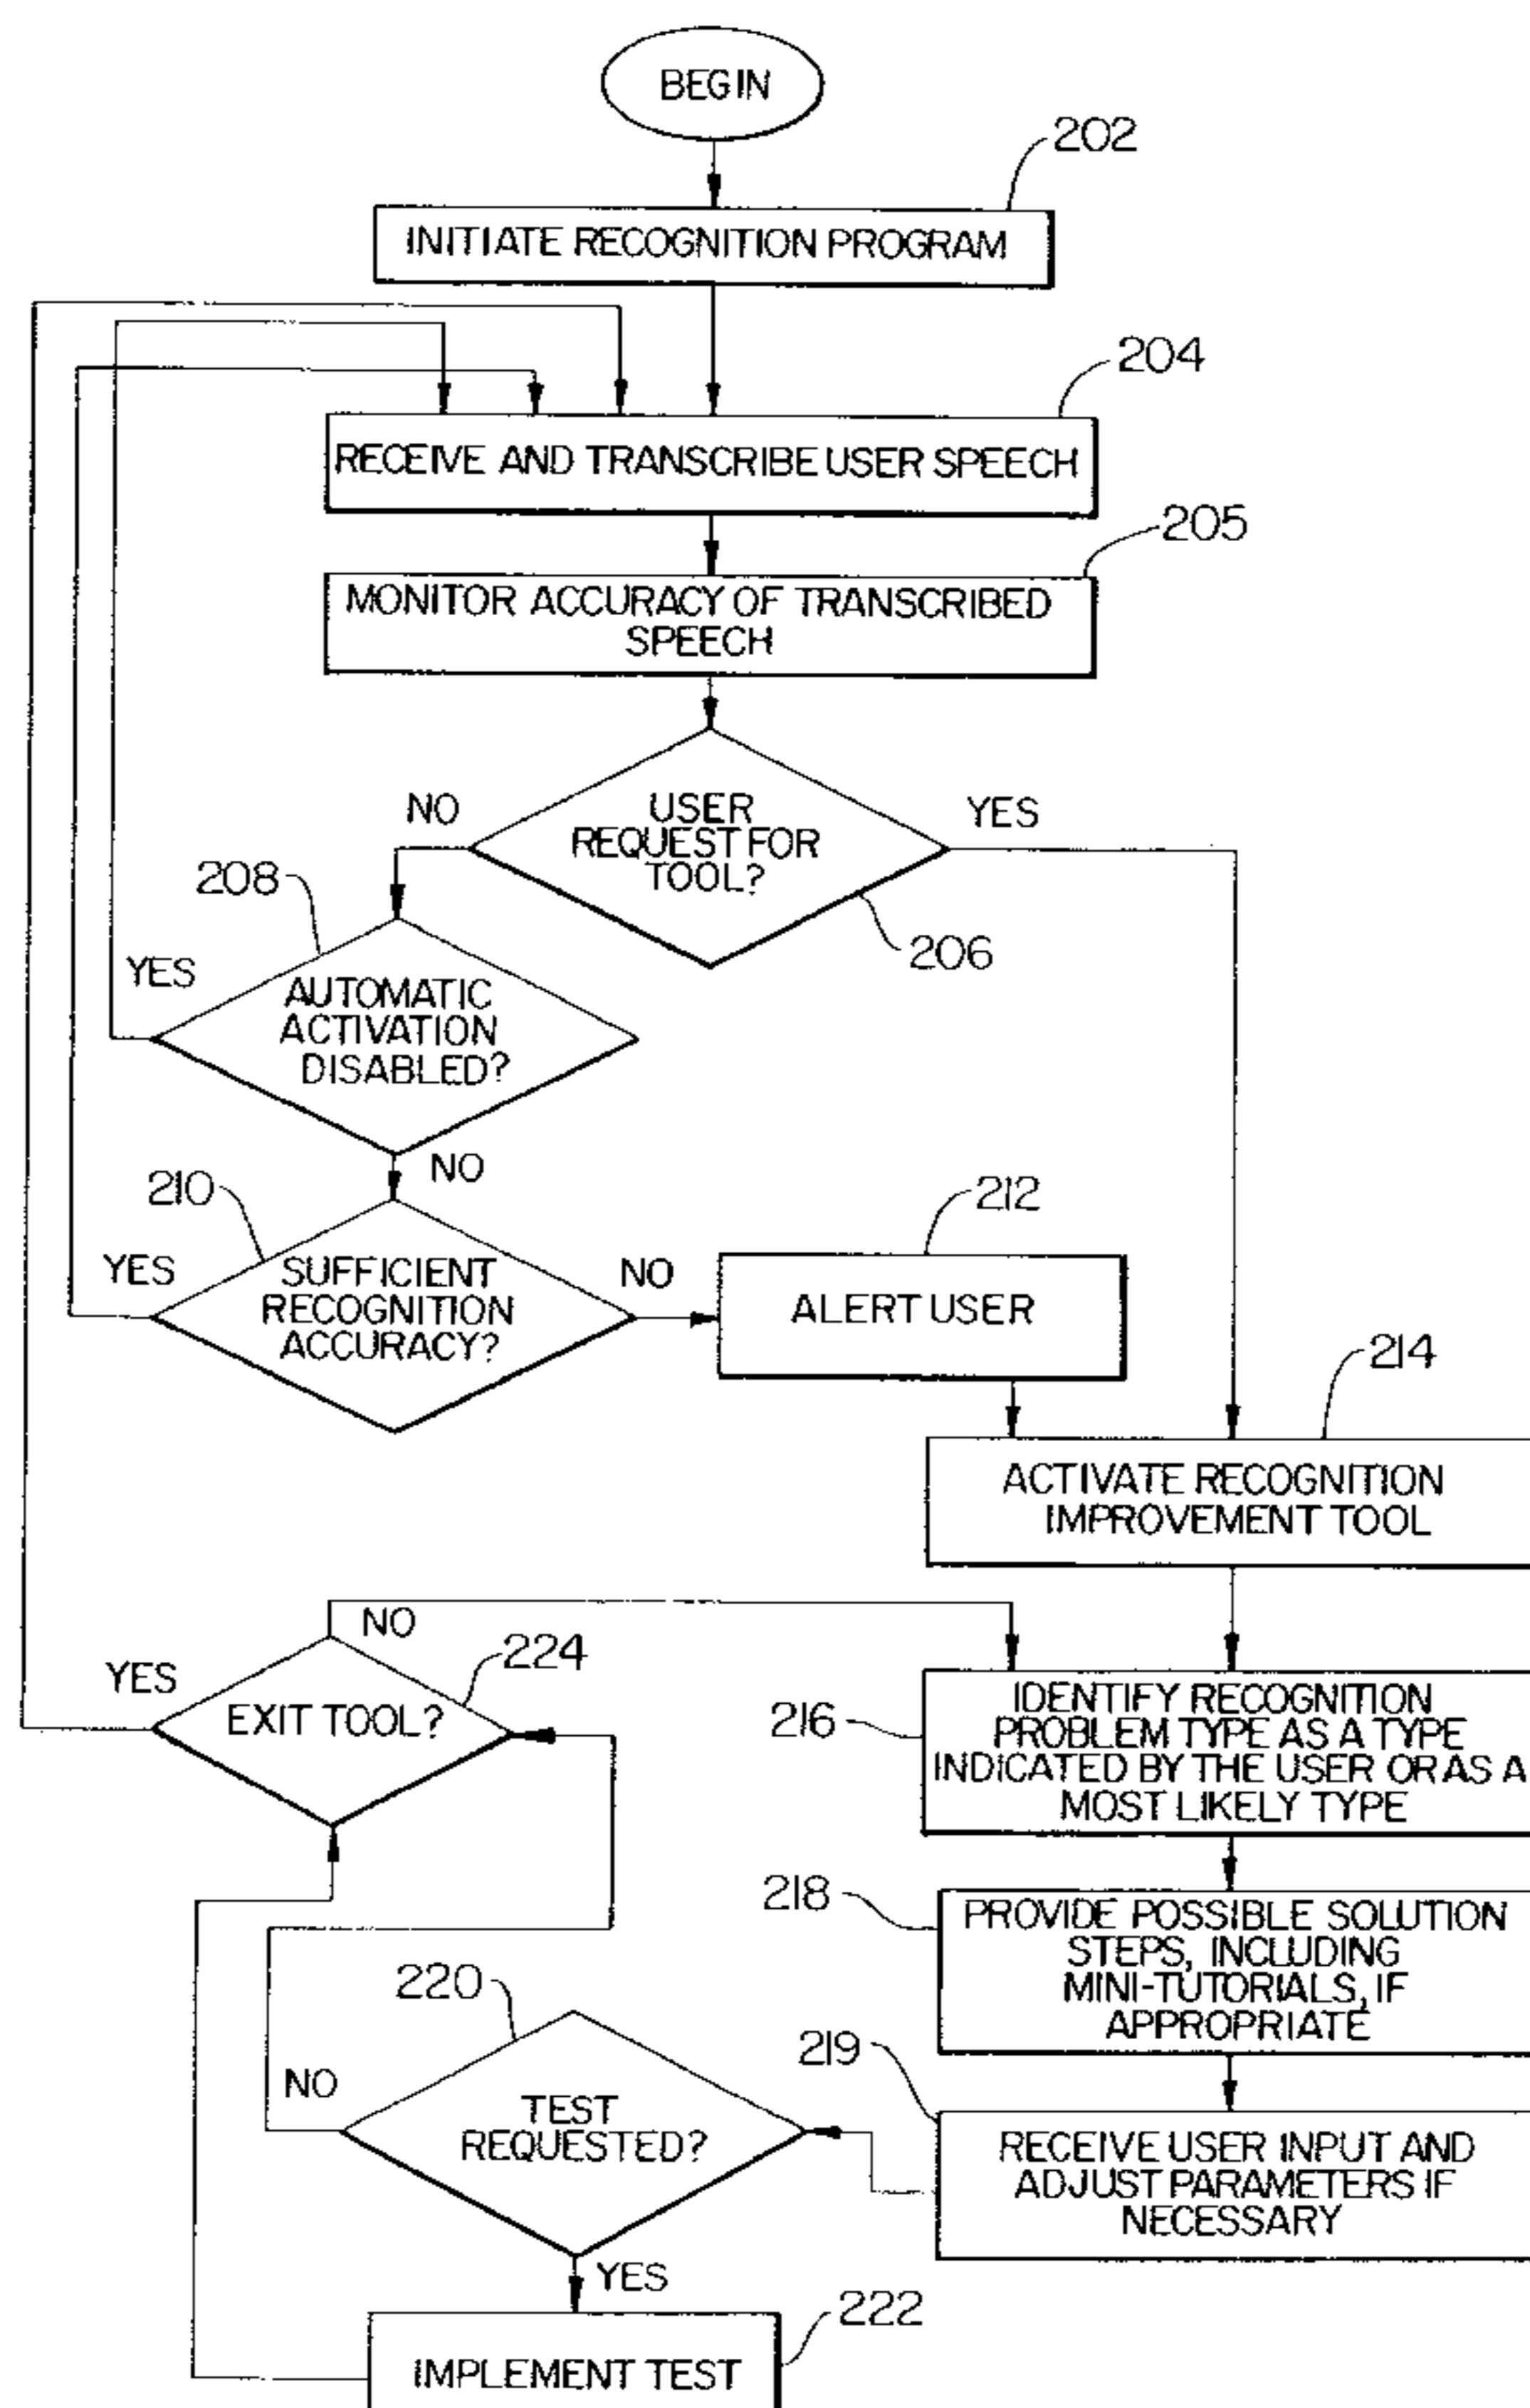 BEGIN
202
INITIATE RECOGNITION PROGRAM
204
RECEIVE AND TRANSCRIBE USER SPEECH
205
MONITOR ACCURACY OF TRANSCRIBED
SPEECH
NO
USER
REQUEST FOR
TOOL?
YES
206
208
YES
AUTOMATIC
ACTIVATION
DISABLED?
NO
210
YES
SUFFICIENT
RECOGNITION
ACCURACY?
NO
212
ALERT USER
214
ACTIVATE RECOGNITION
IMPROVEMENT TOOL
NO
224
YES
EXIT TOOL?
216
IDENTIFY RECOGNITION
PROBLEM TYPE AS A TYPE
INDICATED BY THE USER OR AS A
MOST LIKELY TYPE
218
PROVIDE POSSIBLE SOLUTION
STEPS, INCLUDING
MINI-TUTORIALS, IF
APPROPRIATE
220
219
NO
TEST
REQUESTED?
RECEIVE USER INPUT AND
ADJUST PARAMETERS IF
NECESSARY
YES
222
IMPLEMENT TEST